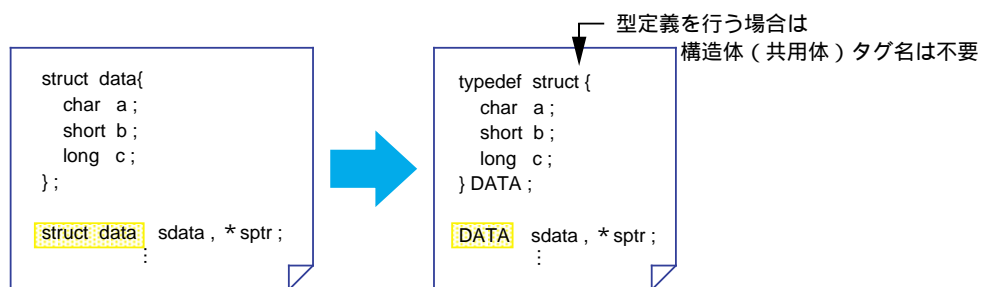 型定義を行う場合は
構造体（共用体）タグ名は不要
struct data{
char a ;
short b ;
long c ;
} ;
struct data sdata , * sptr ;
⋮
typedef struct {
char a ;
short b ;
long c ;
} DATA ;
DATA sdata , * sptr ;
⋮